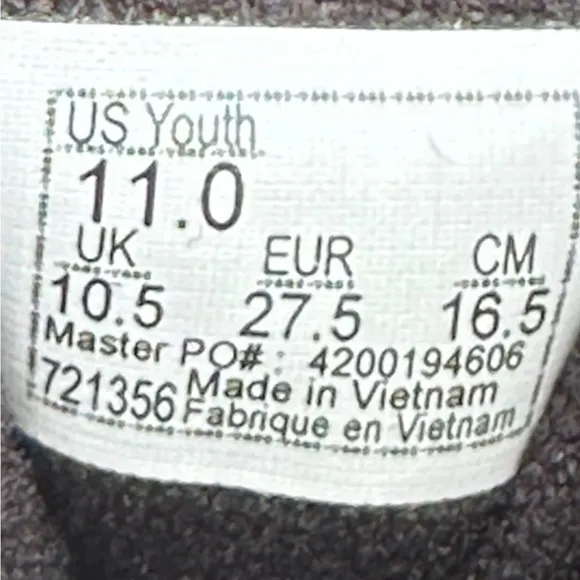 US Youth
11.0
UK EUR CM
10.5 27.5 16.5
Master PO# : 4200194606
721356 Made in Vietnam
Fabrique en Vietnam